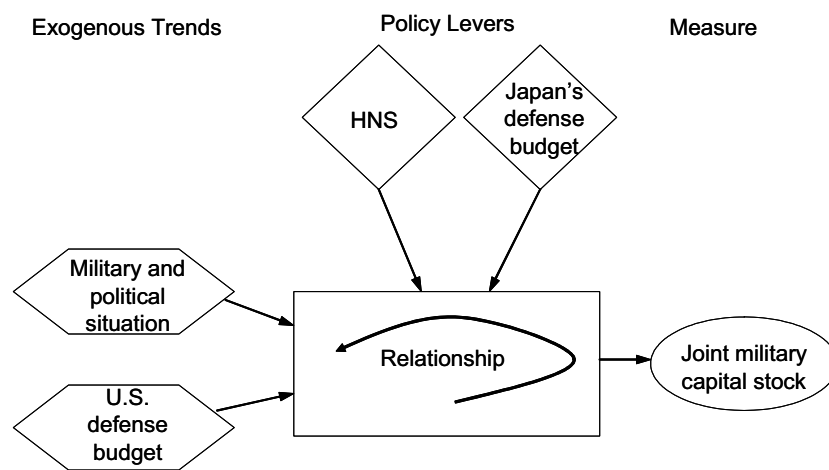 Exogenous Trends
Policy Levers
Measure
HNS
Japan's
defense
budget
Military and
political
situation
Relationship
Joint military
capital stock
U.S.
defense
budget